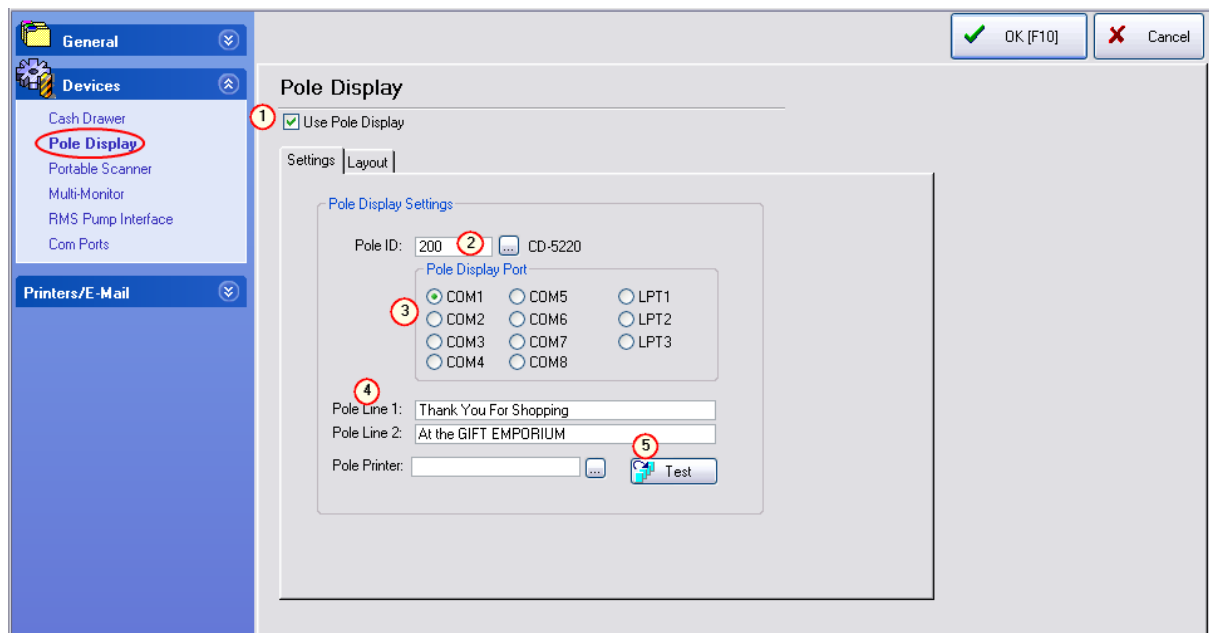 General
OK [F10]
Cancel
Devices
Cash Drawer
Pole Display
Portable Scanner
Multi-Monitor
RMS Pump Interface
Com Ports
Printers/E-Mail
Pole Display
1 Use Pole Display
Settings Layout
Pole Display Settings
Pole ID: 200 2 ... CD-5220
Pole Display Port
3
COM1 COM5 LPT1
COM2 COM6 LPT2
COM3 COM7 LPT3
COM4 COM8
4
Pole Line 1: Thank You For Shopping
Pole Line 2: At the GIFT EMPORIUM
5
Pole Printer: ... Test